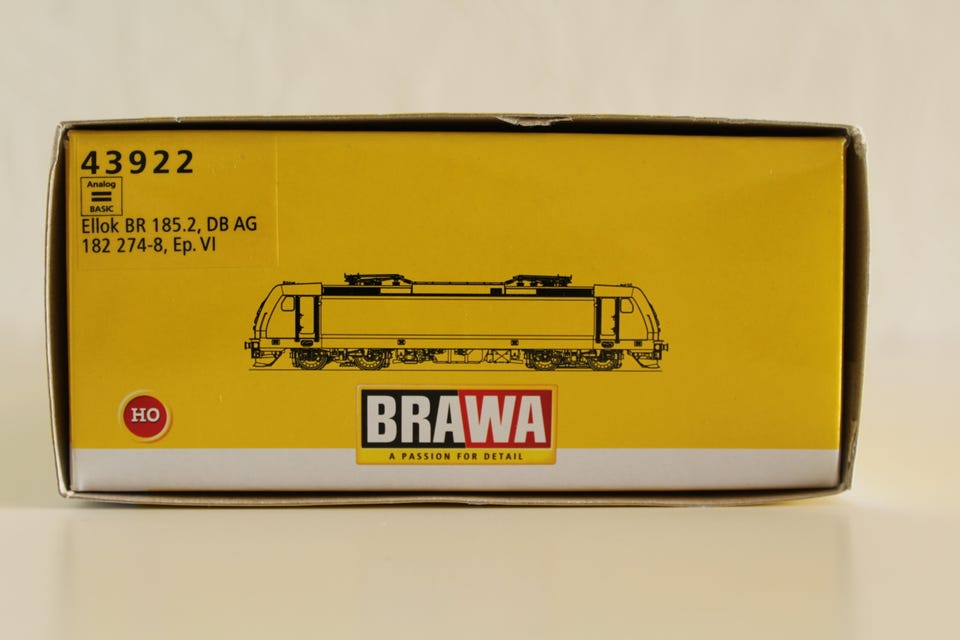 43922
Analog
BASIC
Ellok BR 185.2, DB AG
182 274-8, Ep. VI
HO
BRAWA
A PASSION FOR DETAIL